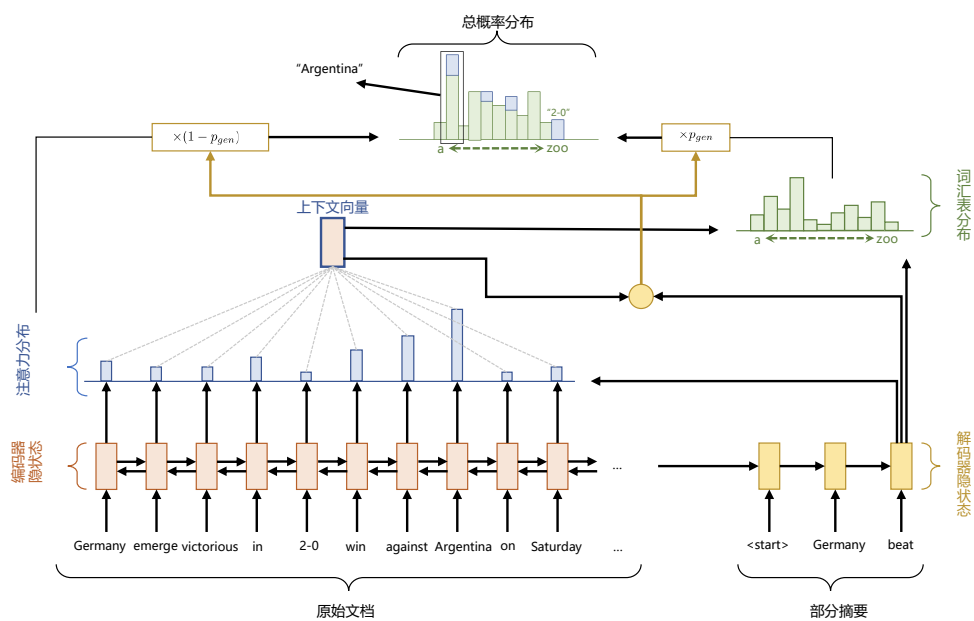 总概率分布
“Argentina”
“2-0”
×(1 − p_gen)
×p_gen
a
zoo
上下文向量
词汇表分布
a
zoo
注意力分布
编码器
隐状态
...
解码器隐状态
Germany emerge victorious in 2-0 win against Argentina on Saturday ...
<start> Germany beat
原始文档
部分摘要